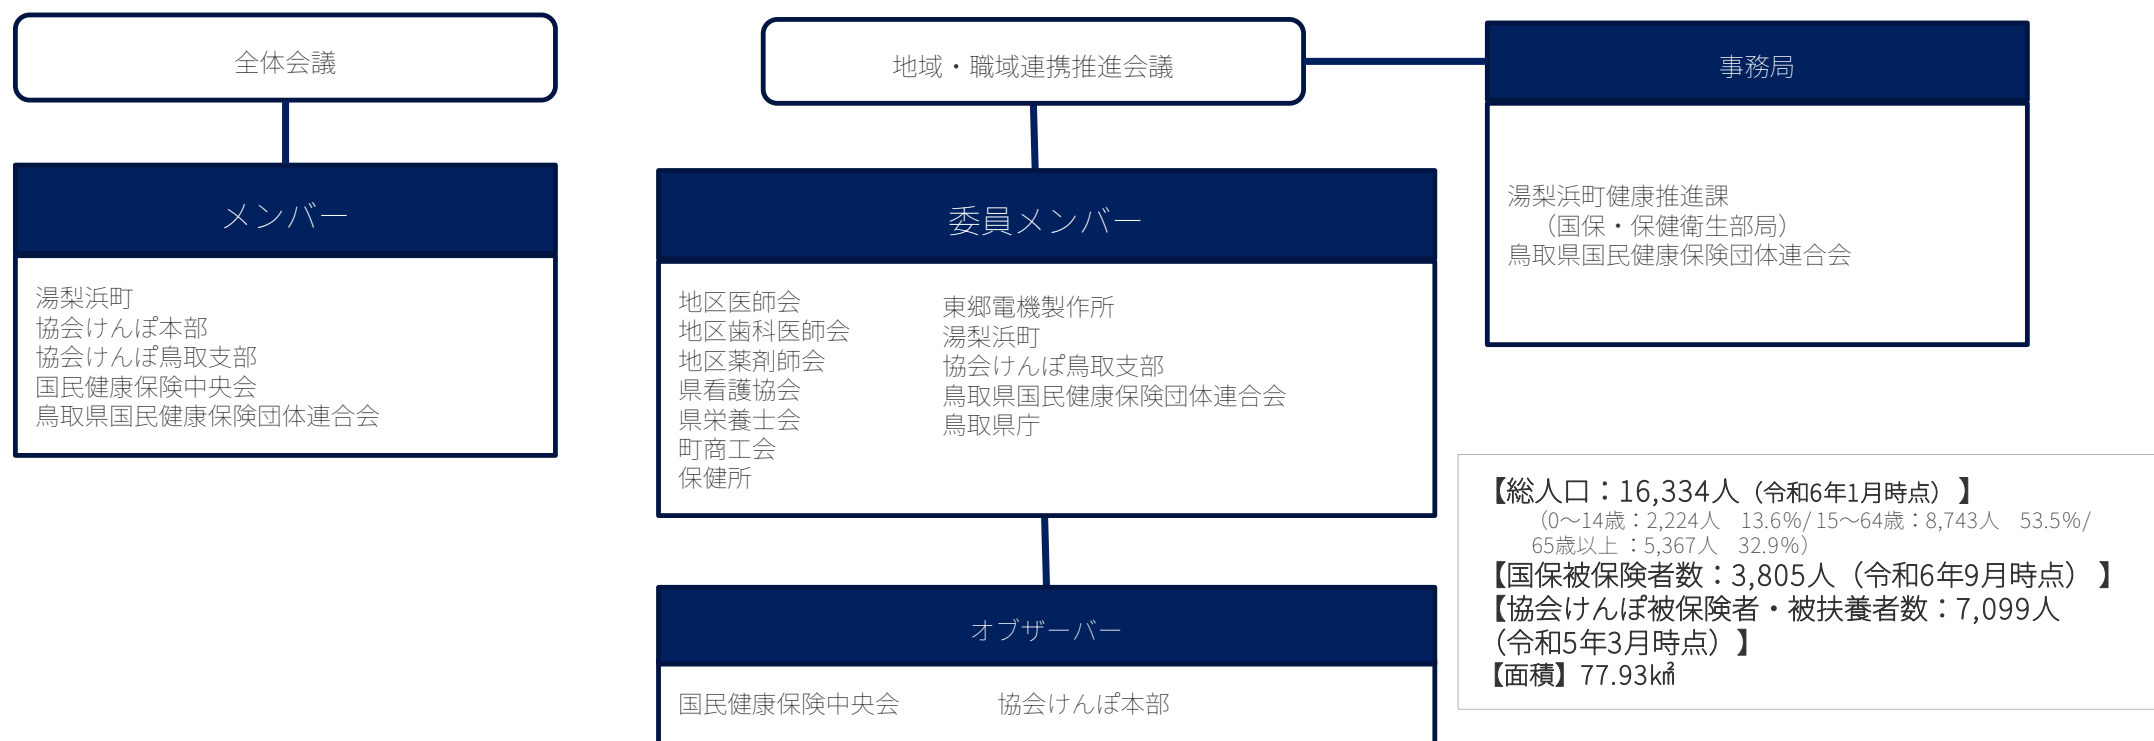 全体会議
メンバー
湯梨浜町
協会けんぽ本部
協会けんぽ鳥取支部
国民健康保険中央会
鳥取県国民健康保険団体連合会
地域・職域連携推進会議
委員メンバー
地区医師会
地区歯科医師会
地区薬剤師会
県看護協会
県栄養士会
町商工会
保健所
東郷電機製作所
湯梨浜町
協会けんぽ鳥取支部
鳥取県国民健康保険団体連合会
鳥取県庁
オブザーバー
国民健康保険中央会　協会けんぽ本部
事務局
湯梨浜町健康推進課
（国保・保健衛生部局）
鳥取県国民健康保険団体連合会
【総人口：16,334人（令和6年1月時点）】
（0～14歳：2,224人　13.6%/ 15～64歳：8,743人　53.5%/
65歳以上：5,367人　32.9%）
【国保被保険者数：3,805人（令和6年9月時点）】
【協会けんぽ被保険者・被扶養者数：7,099人
（令和5年3月時点）】
【面積】77.93㎢